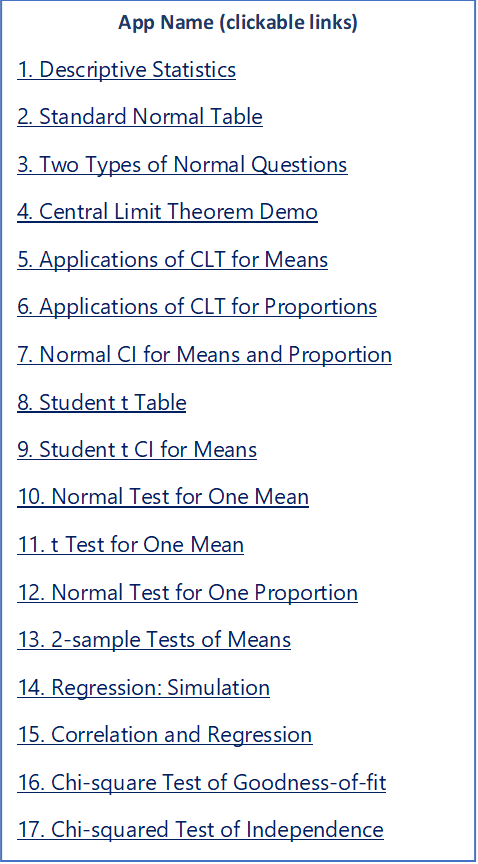 App Name (clickable links)
1. Descriptive Statistics
2. Standard Normal Table
3. Two Types of Normal Questions
4. Central Limit Theorem Demo
5. Applications of CLT for Means
6. Applications of CLT for Proportions
7. Normal CI for Means and Proportion
8. Student t Table
9. Student t CI for Means
10. Normal Test for One Mean
11. t Test for One Mean
12. Normal Test for One Proportion
13. 2-sample Tests of Means
14. Regression: Simulation
15. Correlation and Regression
16. Chi-square Test of Goodness-of-fit
17. Chi-squared Test of Independence